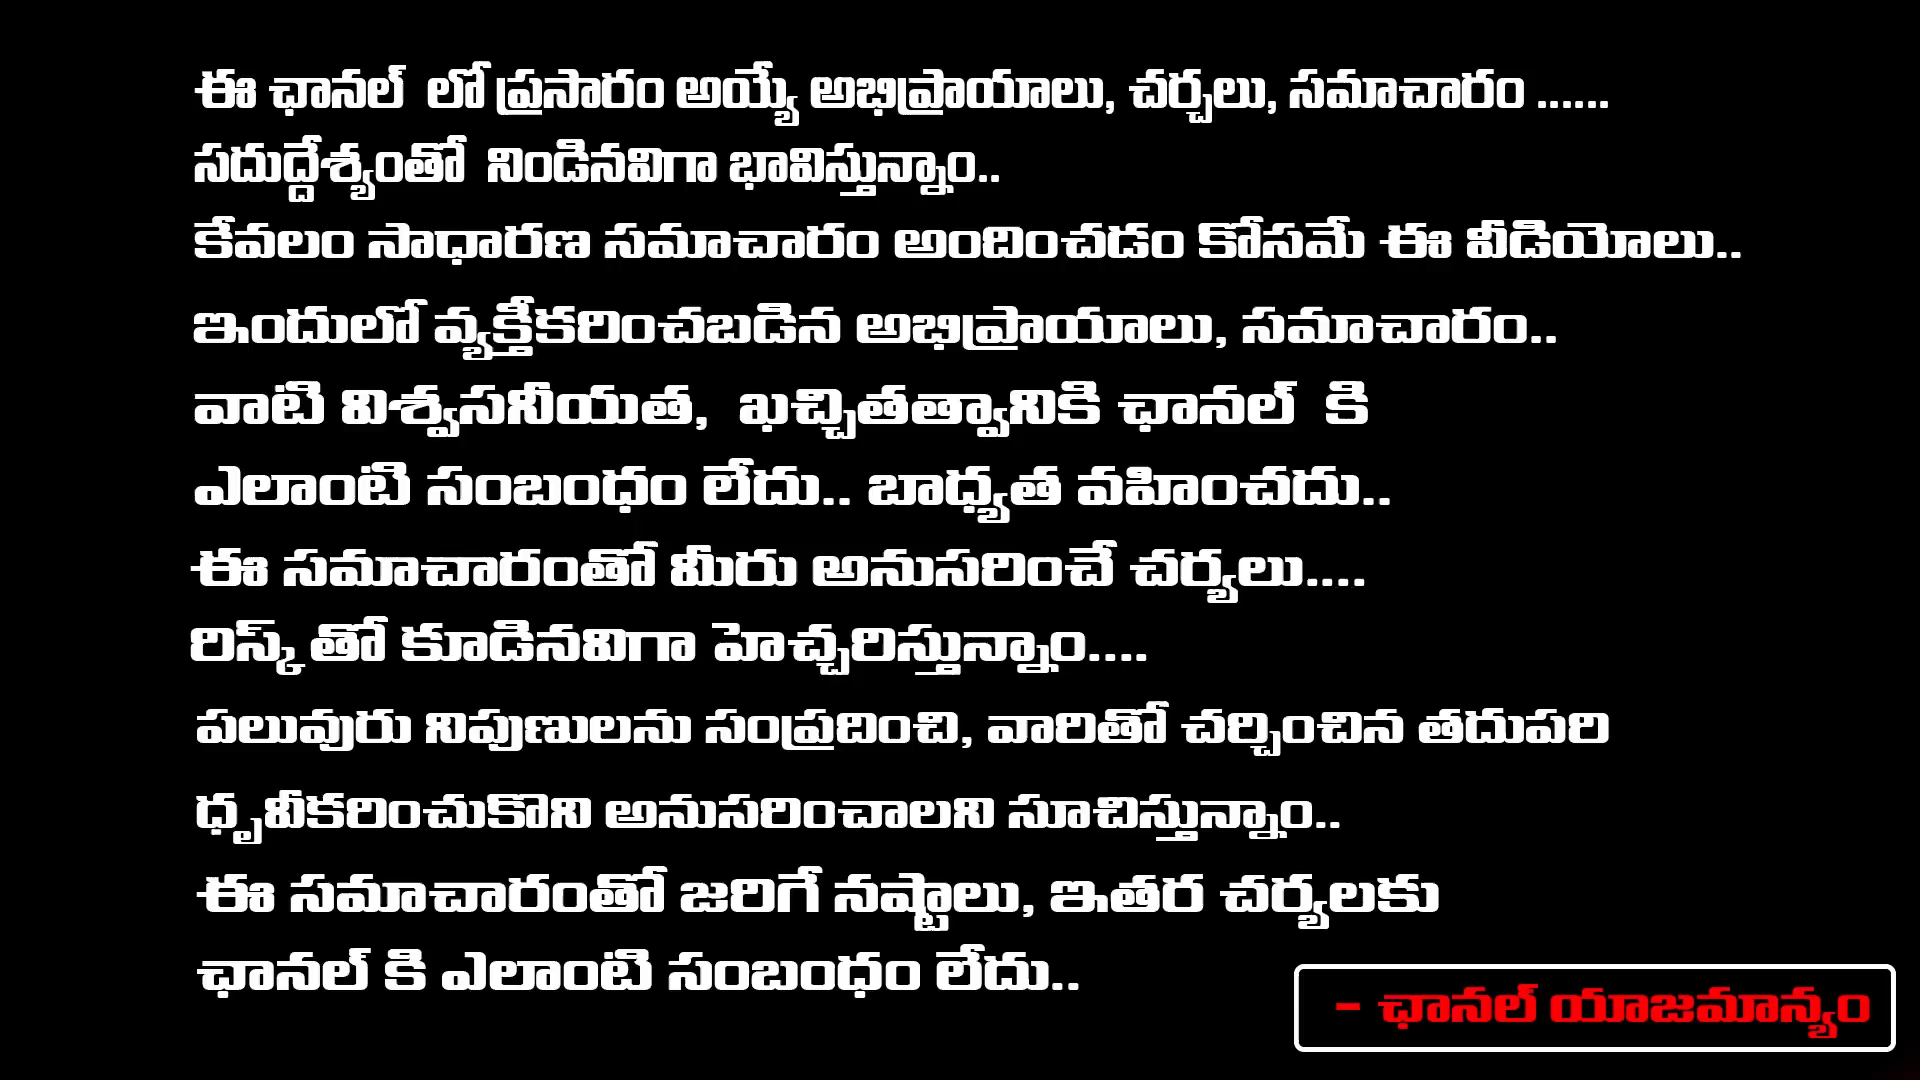 ఈ ఛానల్ లో ప్రసారం అయ్యే అభిప్రాయాలు, చర్చలు, సమాచారం ......
సదుద్దేశ్యంతో నిండినవిగా భావిస్తున్నాం..
కేవలం సాధారణ సమాచారం అందించడం కోసమే ఈ వీడియోలు..
ఇందులో వ్యక్తీకరించబడిన అభిప్రాయాలు, సమాచారం..
వాటి విశ్వసనీయత, ఖచ్చితత్వానికి ఛానల్ కి
ఎలాంటి సంబంధం లేదు.. బాధ్యత వహించదు..
ఈ సమాచారంతో మీరు అనుసరించే చర్యలు....
రిస్క్ తో కూడినవిగా హెచ్చరిస్తున్నాం....
పలువురు నిపుణులను సంప్రదించి, వారితో చర్చించిన తదుపరి
ధృవీకరించుకొని అనుసరించాలని సూచిస్తున్నాం..
ఈ సమాచారంతో జరిగే నష్టాలు, ఇతర చర్యలకు
ఛానల్ కి ఎలాంటి సంబంధం లేదు..
- ఛానల్ యాజమాన్యం